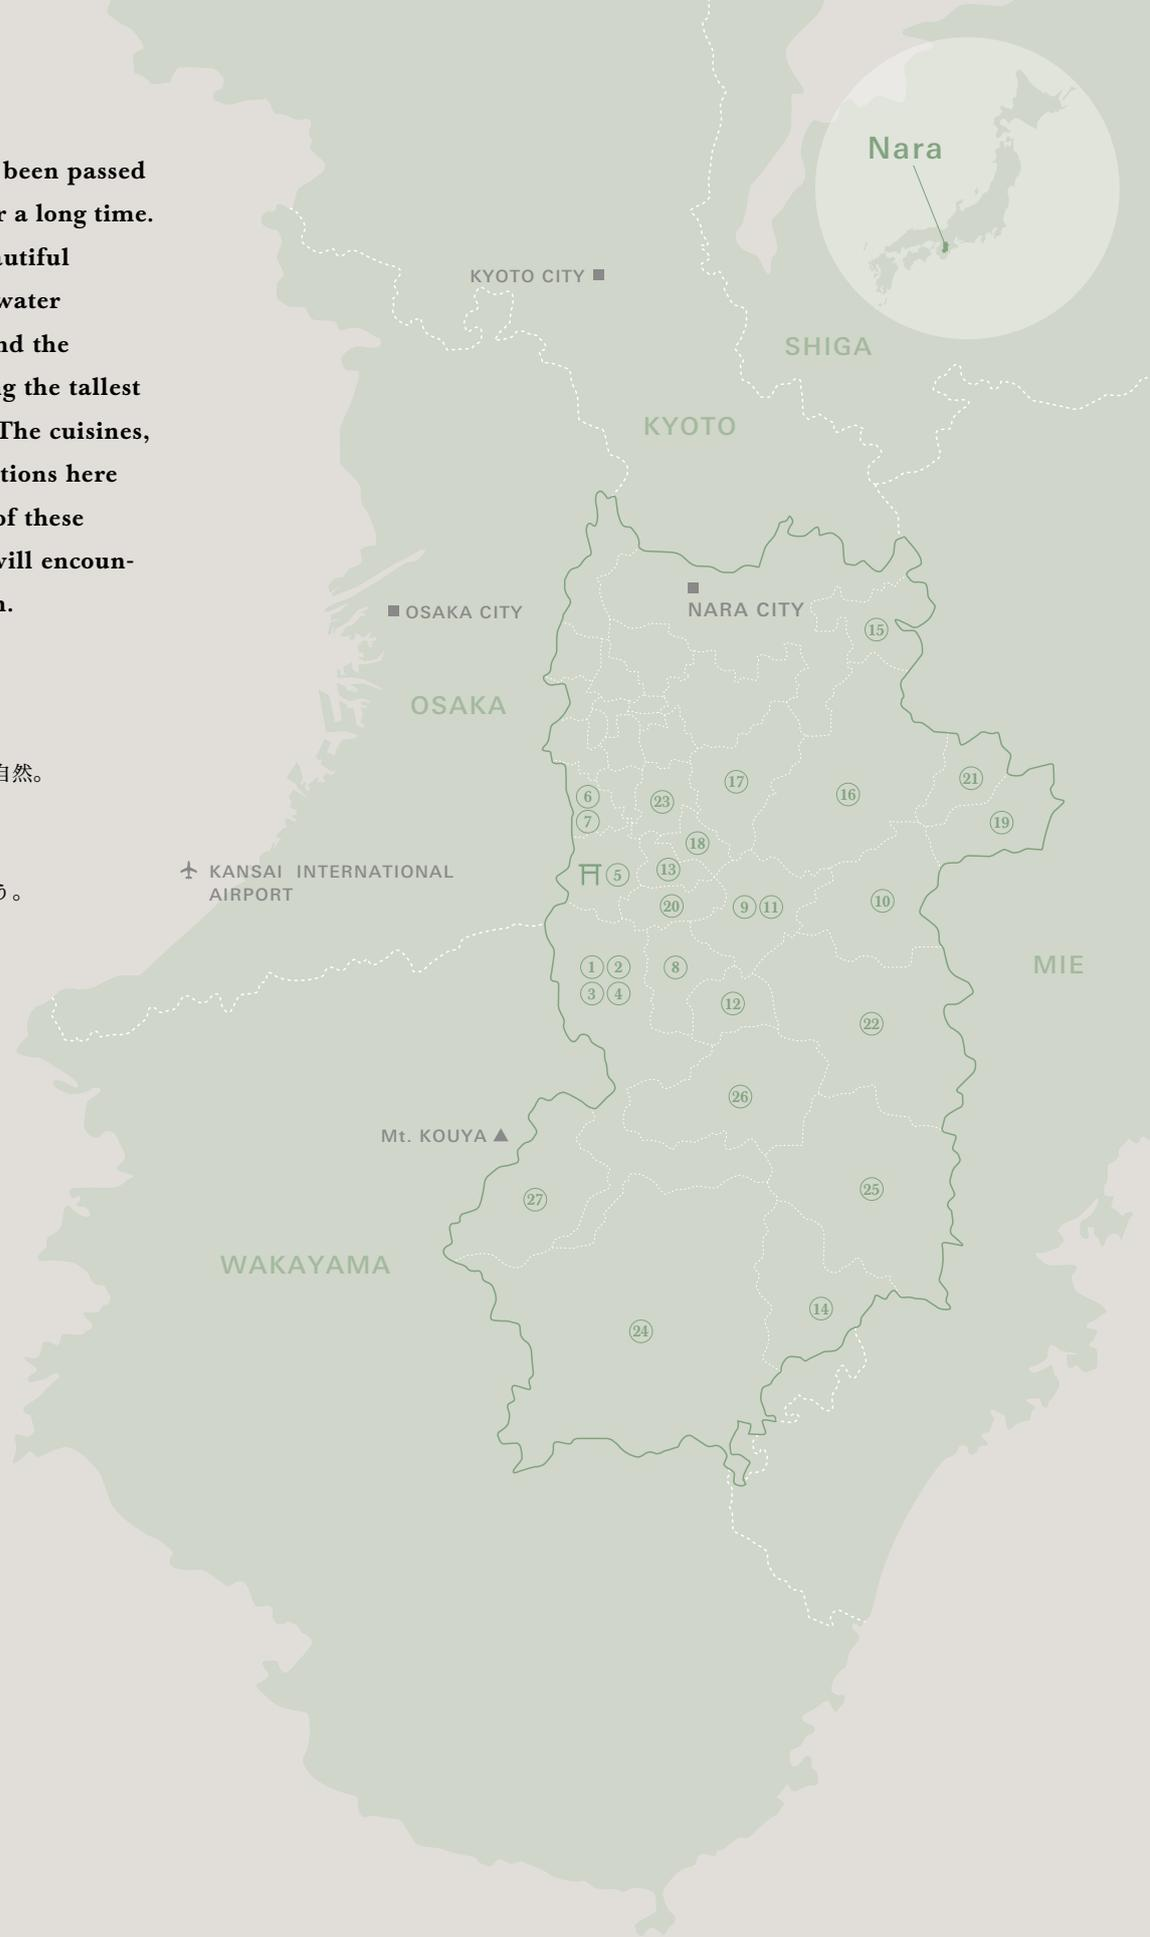 been passed
r a long time.
autiful
water
nd the
ng the tallest
The cuisines,
tions here
of these
will encoun-
n.
自然。
う。
Nara
KYOTO CITY
SHIGA
KYOTO
NARA CITY
OSAKA CITY
15
OSAKA
21
17
16
6
23
7
19
18
KANSAI INTERNATIONAL
AIRPORT
5
13
20
9
11
10
1
2
8
MIE
3
4
12
22
26
Mt. KOUYA
27
25
WAKAYAMA
14
24